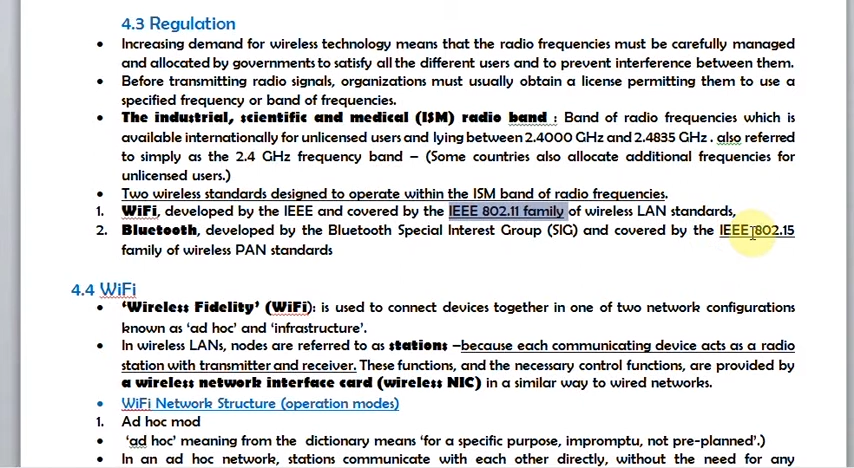 4.3 Regulation
• Increasing demand for wireless technology means that the radio frequencies must be carefully managed
and allocated by governments to satisfy all the different users and to prevent interference between them.
• Before transmitting radio signals, organizations must usually obtain a license permitting them to use a
specified frequency or band of frequencies.
• The industrial, scientific and medical (ISM) radio band : Band of radio frequencies which is
available internationally for unlicensed users and lying between 2.4000 GHz and 2.4835 GHz . also referred
to simply as the 2.4 GHz frequency band – (Some countries also allocate additional frequencies for
unlicensed users.)
• Two wireless standards designed to operate within the ISM band of radio frequencies.
1. WiFi, developed by the IEEE and covered by the IEEE 802.11 family of wireless LAN standards,
2. Bluetooth, developed by the Bluetooth Special Interest Group (SIG) and covered by the IEEE 802.15
family of wireless PAN standards
4.4 WiFi
• ‘Wireless Fidelity’ (WiFi): is used to connect devices together in one of two network configurations
known as ‘ad hoc’ and ‘infrastructure’.
• In wireless LANs, nodes are referred to as stations –because each communicating device acts as a radio
station with transmitter and receiver. These functions, and the necessary control functions, are provided by
a wireless network interface card (wireless NIC) in a similar way to wired networks.
• WiFi Network Structure (operation modes)
1. Ad hoc mod
• ‘ad hoc’ meaning from the dictionary means ‘for a specific purpose, impromptu, not pre-planned’.)
• In an ad hoc network, stations communicate with each other directly, without the need for any